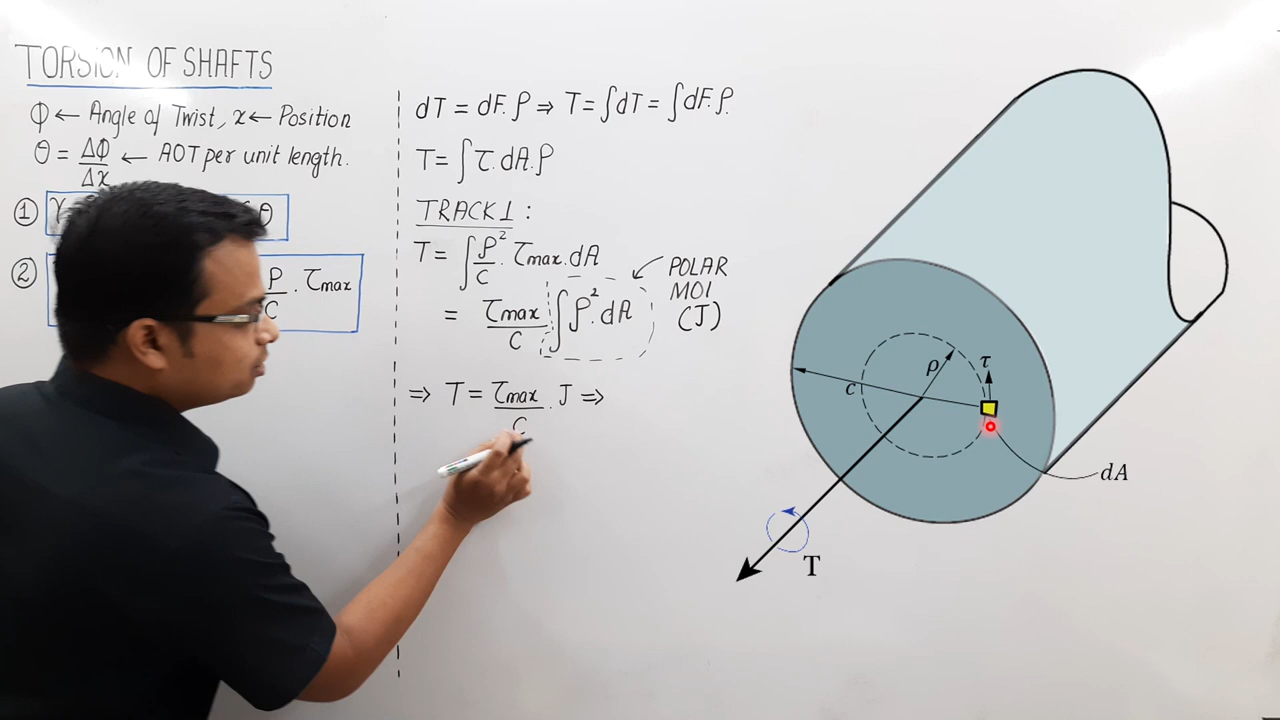 TORSION OF SHAFTS
Φ ← Angle of Twist, x ← Position
θ = ΔΦ/Δx ← AOT per unit length.
① γ θ
② ρ/C . τmax
dT = dF. ρ ⇒ T = ∫dT = ∫dF. ρ.
T = ∫ τ. dA. ρ
TRACK 1 :
T = ∫ ρ²/C . τmax . dA
= τmax/C ∫ ρ². dA
POLAR
MOI
(J)
⇒ T = τmax/C . J ⇒
ρ
τ
c
dA
T